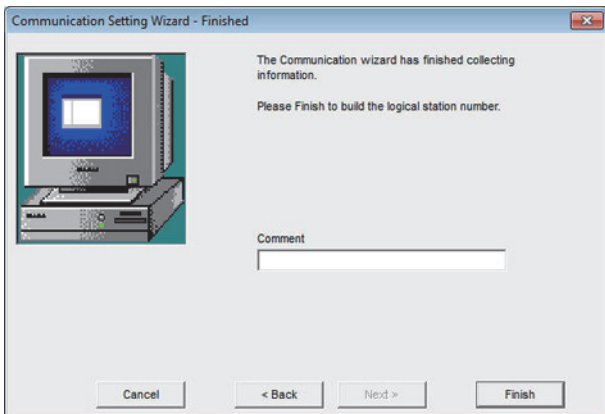 Communication Setting Wizard - Finished
The Communication wizard has finished collecting
information.
Please Finish to build the logical station number.
Comment
Cancel
< Back
Next >
Finish